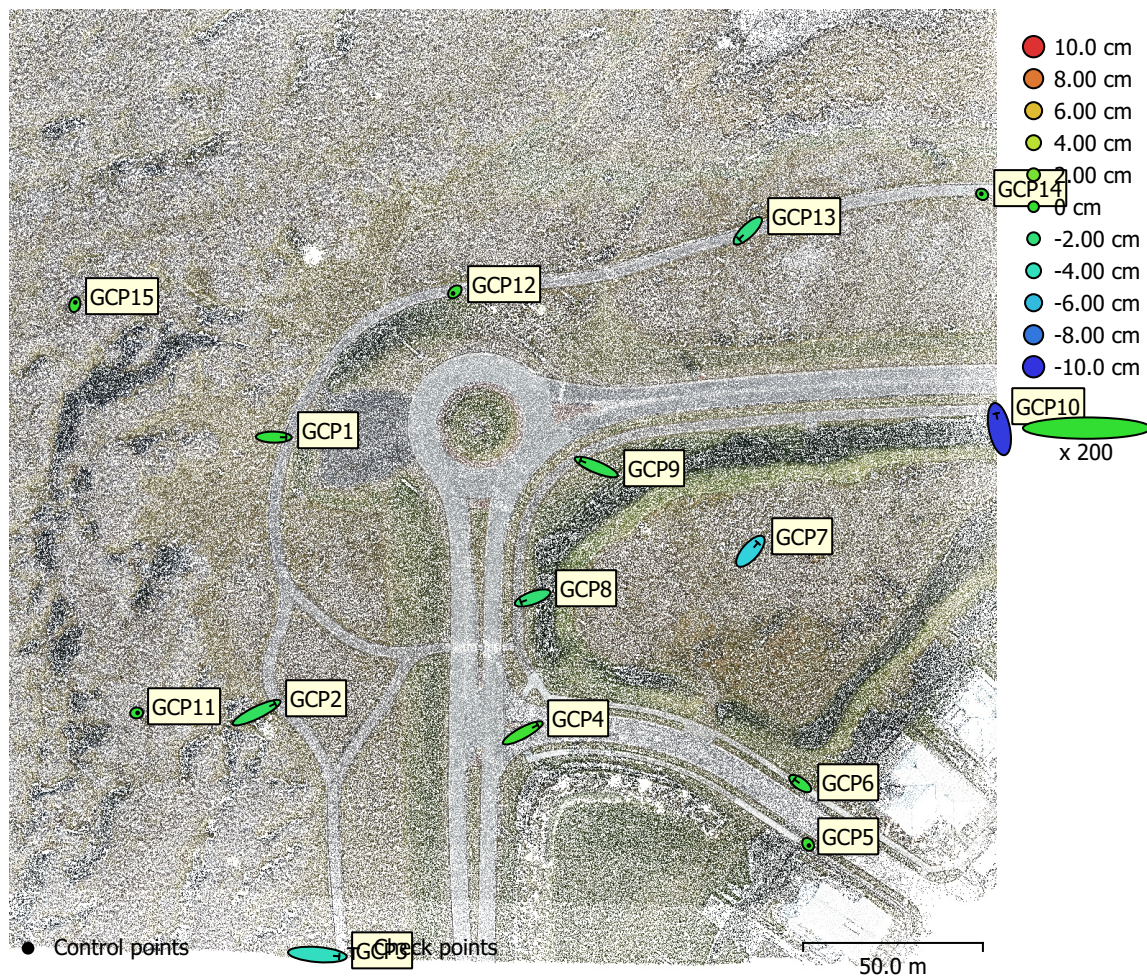 10.0 cm
8.00 cm
6.00 cm
4.00 cm
2.00 cm
0 cm
-2.00 cm
-4.00 cm
-6.00 cm
-8.00 cm
-10.0 cm
GCP14
GCP13
GCP12
GCP15
GCP10
x 200
GCP1
GCP9
GCP7
GCP8
GCP11
GCP2
GCP4
GCP6
GCP5
Control points
GCP3
Check points
50.0 m